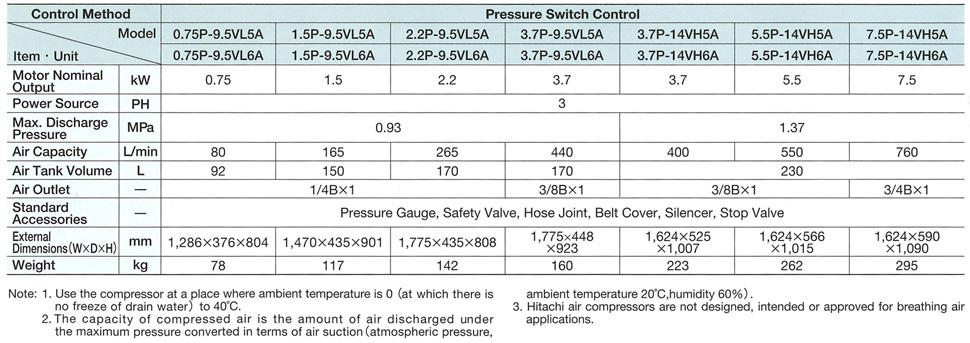 Control Method Pressure Switch Control
Model 0.75P-9.5VL5A 1.5P-9.5VL5A 2.2P-9.5VL5A 3.7P-9.5VL5A 3.7P-14VH5A 5.5P-14VH5A 7.5P-14VH5A
Item · Unit 0.75P-9.5VL6A 1.5P-9.5VL6A 2.2P-9.5VL6A 3.7P-9.5VL6A 3.7P-14VH6A 5.5P-14VH6A 7.5P-14VH6A
Motor Nominal
Output kW 0.75 1.5 2.2 3.7 3.7 5.5 7.5
Power Source PH 3
Max. Discharge
Pressure MPa 0.93 1.37
Air Capacity L/min 80 165 265 440 400 550 760
Air Tank Volume L 92 150 170 170 230
Air Outlet — 1/4B×1 3/8B×1 3/8B×1 3/4B×1
Standard
Accessories — Pressure Gauge, Safety Valve, Hose Joint, Belt Cover, Silencer, Stop Valve
External
Dimensions(W×D×H) mm 1,286×376×804 1,470×435×901 1,775×435×808 1,775×448 1,624×525 1,624×566 1,624×590
×923 ×1,007 ×1,015 ×1,090
Weight kg 78 117 142 160 223 262 295
Note: 1. Use the compressor at a place where ambient temperature is 0 (at which there is
no freeze of drain water) to 40℃.
2. The capacity of compressed air is the amount of air discharged under
the maximum pressure converted in terms of air suction (atmospheric pressure,
ambient temperature 20℃,humidity 60%).
3. Hitachi air compressors are not designed, intended or approved for breathing air
applications.